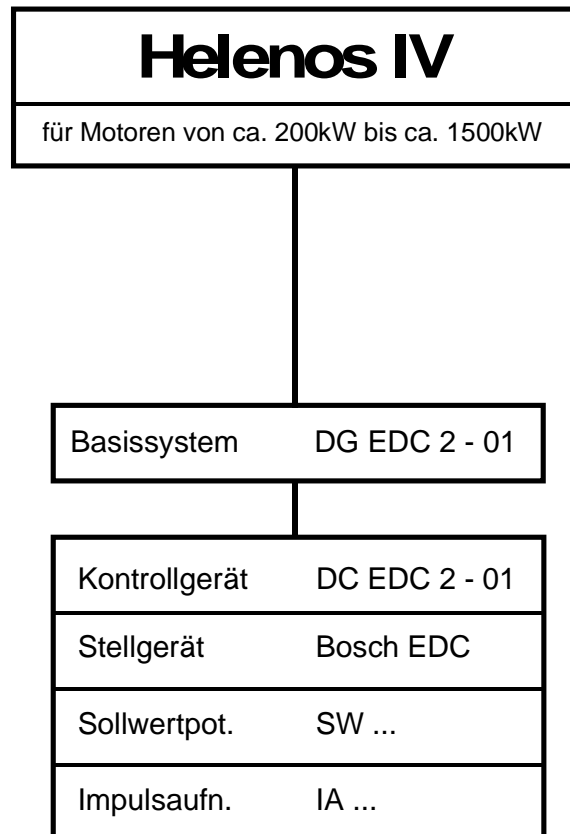 Helenos IV
für Motoren von ca. 200kW bis ca. 1500kW
Basissystem DG EDC 2 - 01
Kontrollgerät DC EDC 2 - 01
Stellgerät Bosch EDC
Sollwertpot. SW ...
Impulsaufn. IA ...